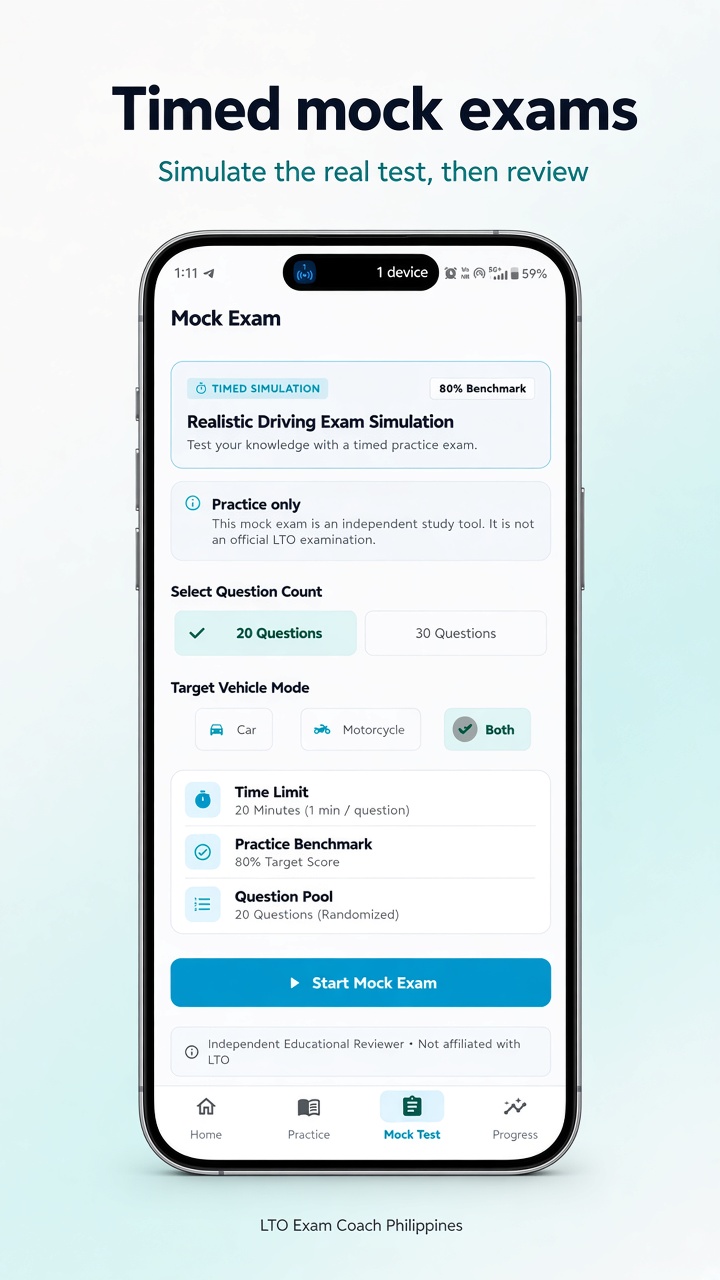 Timed mock exams
Simulate the real test, then review
1:11
1
1 device
Vo
NR
5G+
59%
Mock Exam
TIMED SIMULATION
80% Benchmark
Realistic Driving Exam Simulation
Test your knowledge with a timed practice exam.
Practice only
This mock exam is an independent study tool. It is not
an official LTO examination.
Select Question Count
20 Questions
30 Questions
Target Vehicle Mode
Car
Motorcycle
Both
Time Limit
20 Minutes (1 min / question)
Practice Benchmark
80% Target Score
Question Pool
20 Questions (Randomized)
Start Mock Exam
Independent Educational Reviewer • Not affiliated with
LTO
Home
Practice
Mock Test
Progress
LTO Exam Coach Philippines